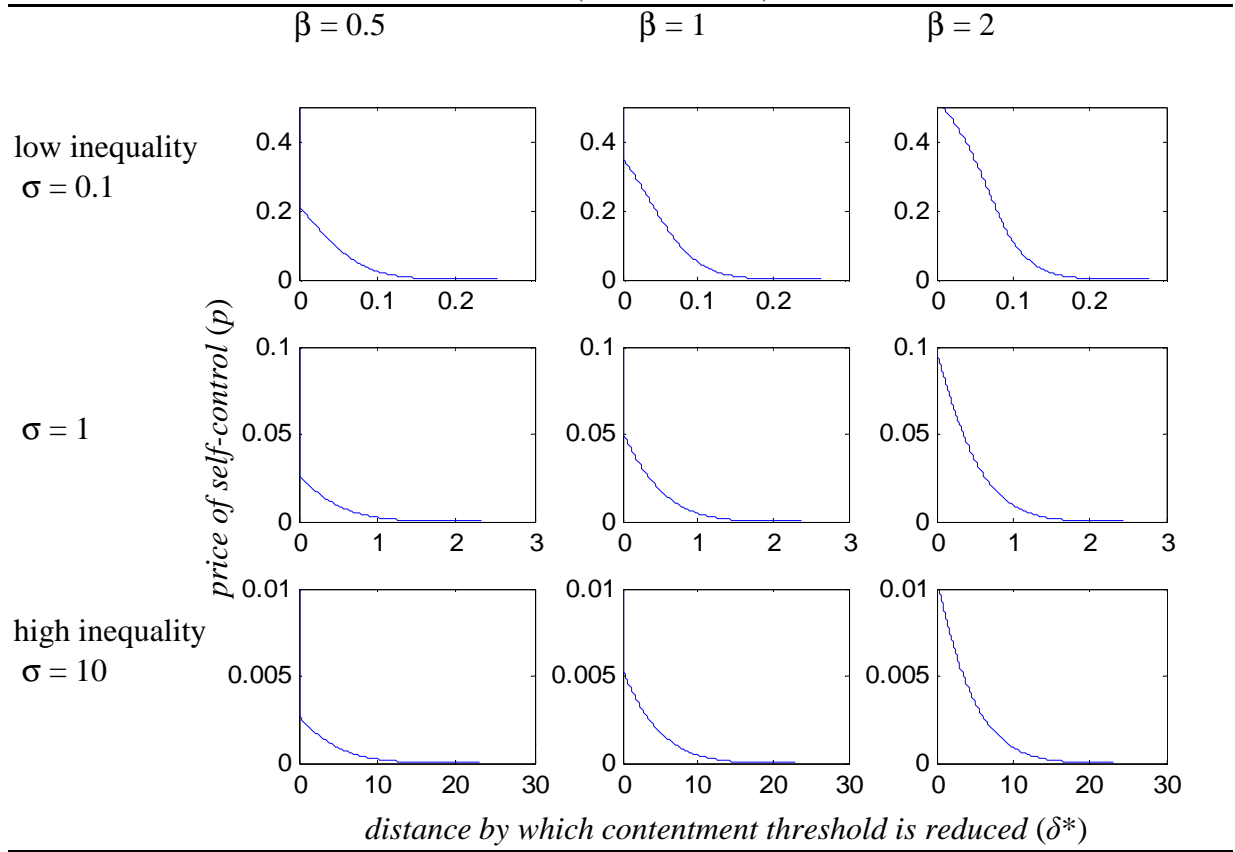 β = 0.5 β = 1 β = 2
low inequality
σ = 0.1
0.4 0.4 0.4
0.2 0.2 0.2
0 0 0
0 0.1 0.2 0 0.1 0.2 0 0.1 0.2
σ = 1
price of self-control (p)
0.1 0.1 0.1
0.05 0.05 0.05
0 0 0
0 1 2 3 0 1 2 3 0 1 2 3
high inequality
σ = 10
0.01 0.01 0.01
0.005 0.005 0.005
0 0 0
0 10 20 30 0 10 20 30 0 10 20 30
distance by which contentment threshold is reduced (δ*)